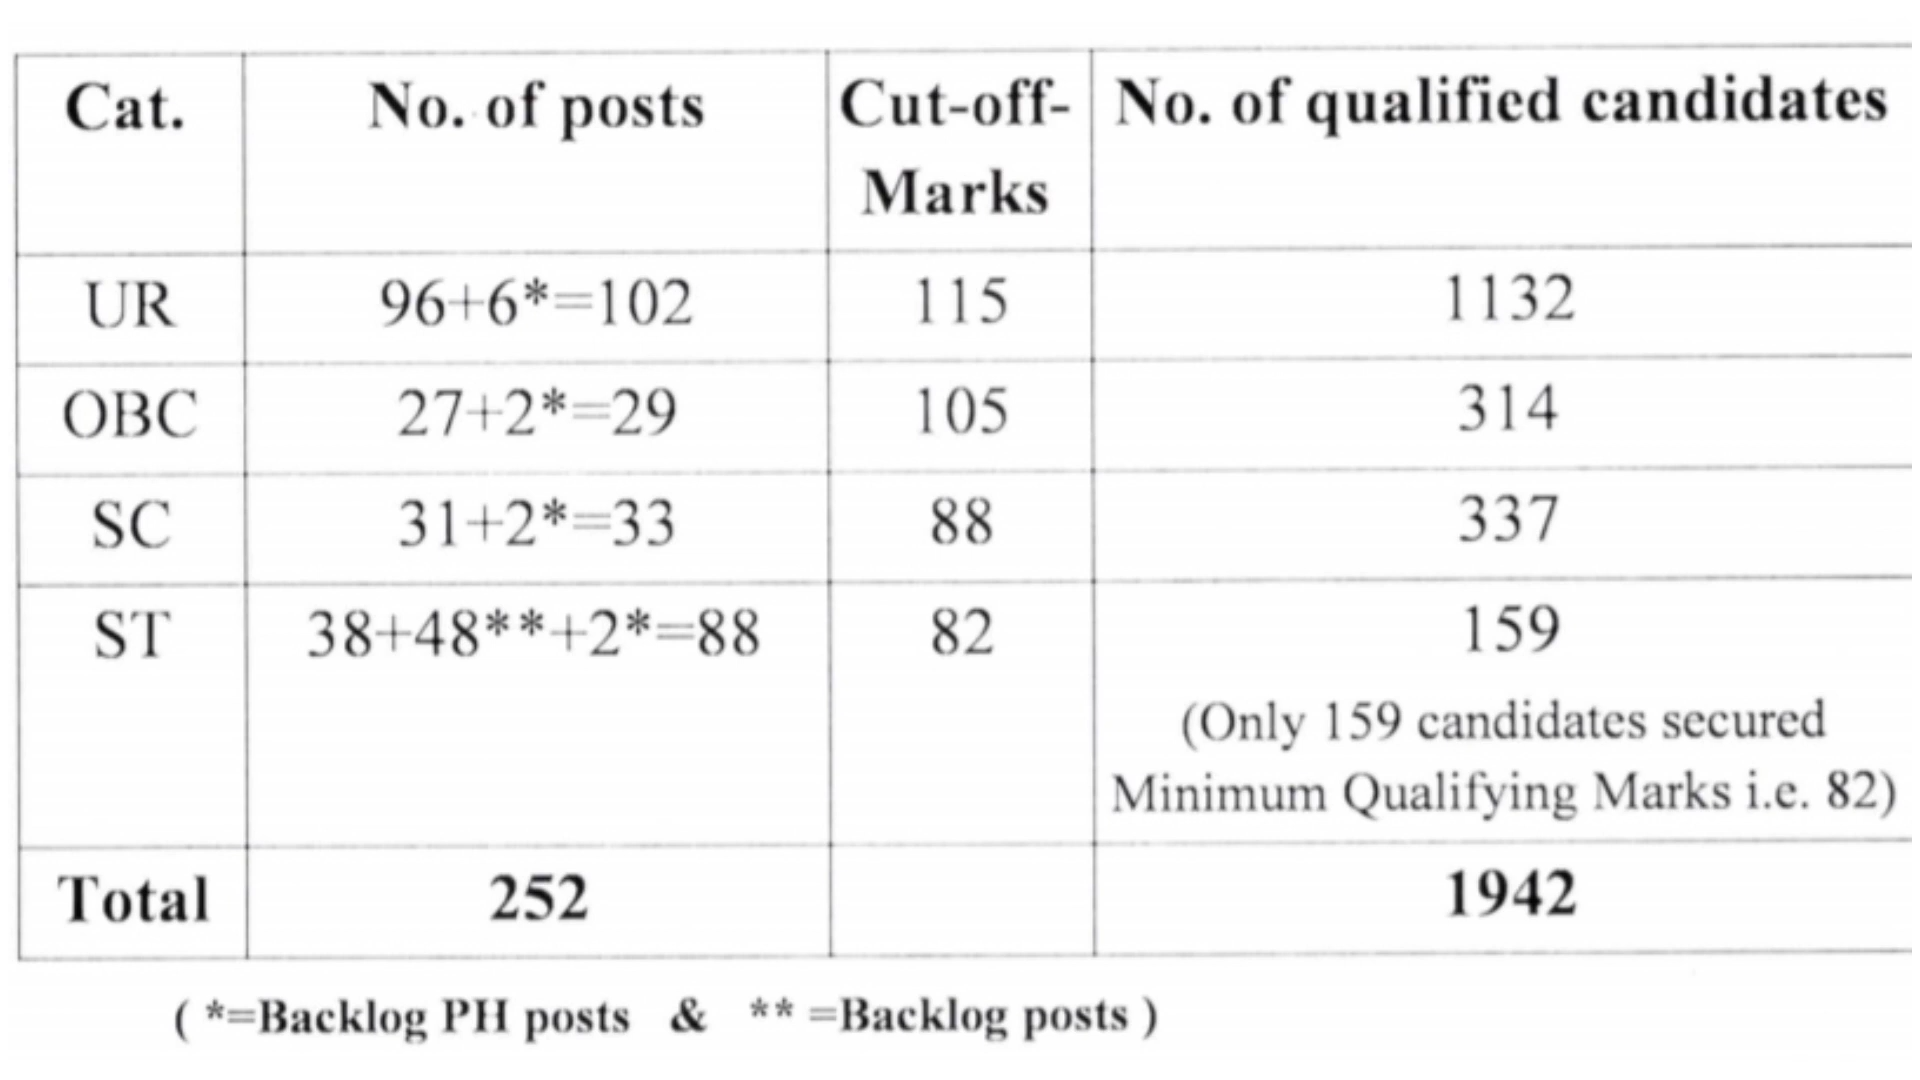 Cat. No. of posts Cut-off- No. of qualified candidates
Marks
UR 96+6*=102 115 1132
OBC 27+2*=29 105 314
SC 31+2*=33 88 337
ST 38+48**+2*=88 82 159
(Only 159 candidates secured
Minimum Qualifying Marks i.e. 82)
Total 252 1942
( *=Backlog PH posts & ** =Backlog posts )